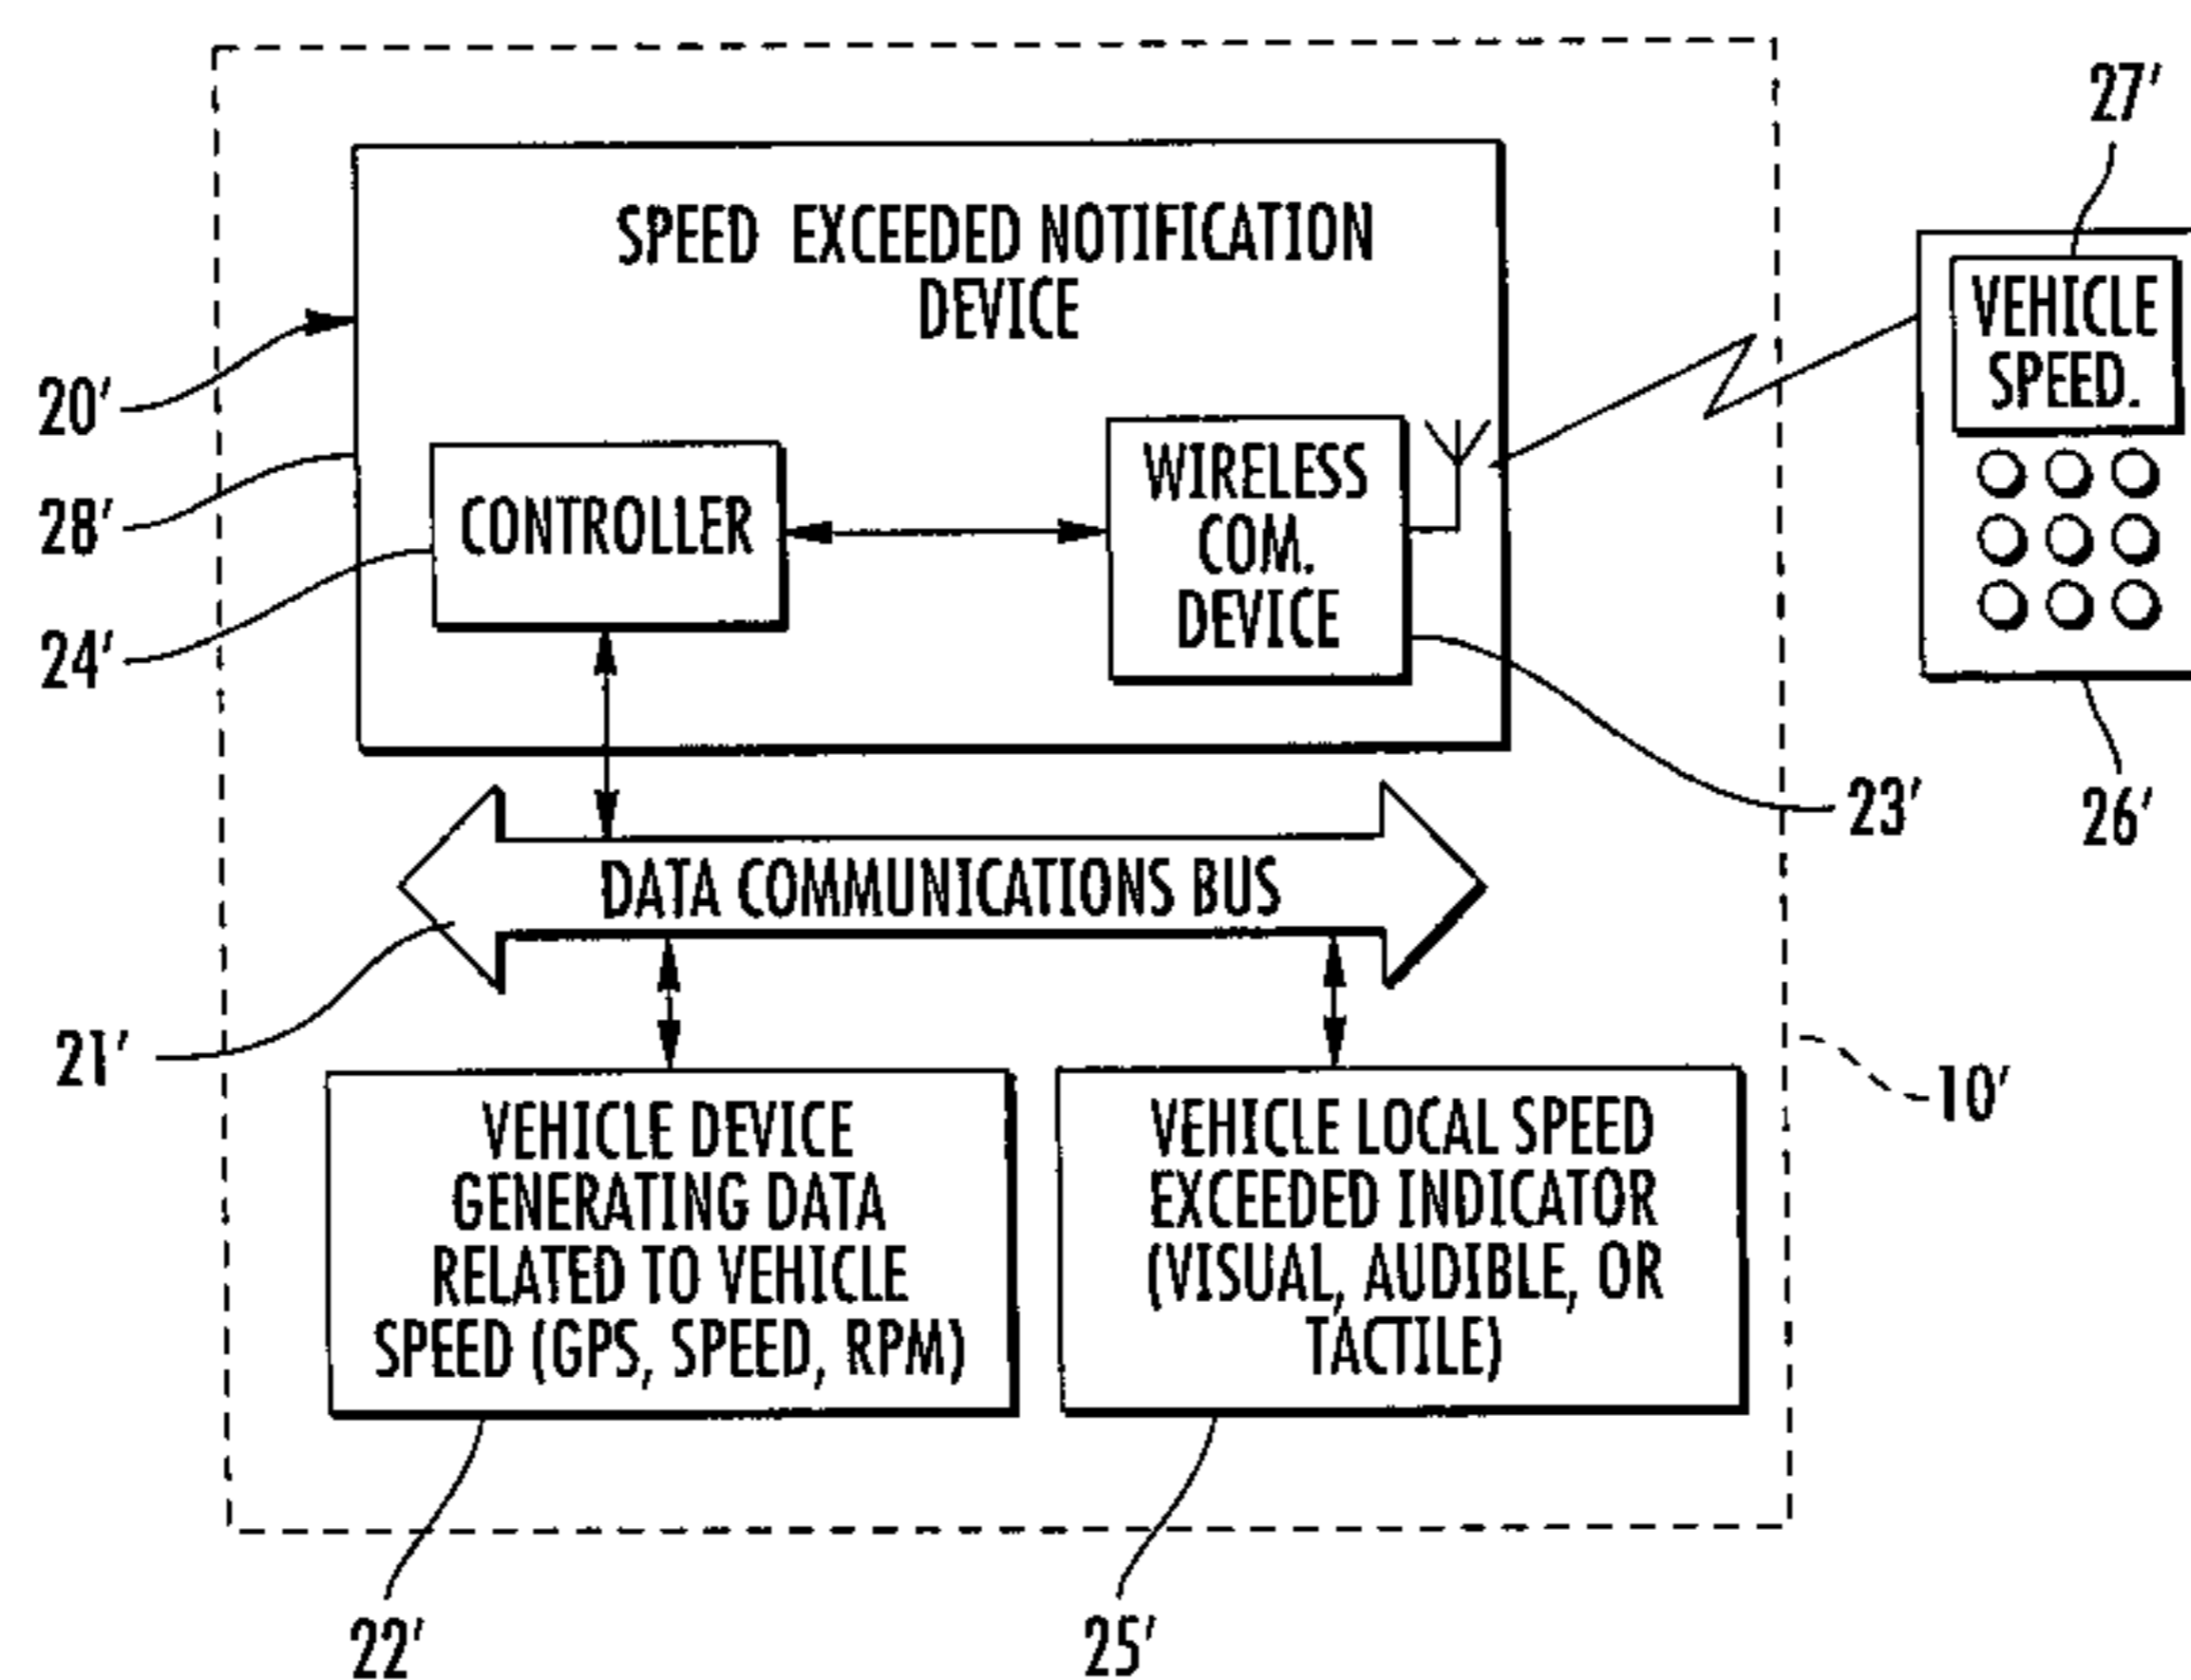 27'
SPEED EXCEEDED NOTIFICATION
DEVICE
VEHICLE
SPEED.
20'
28'
24'
CONTROLLER
WIRELESS
COM.
DEVICE
23'
26'
DATA COMMUNICATIONS BUS
21'
10'
VEHICLE DEVICE
GENERATING DATA
RELATED TO VEHICLE
SPEED (GPS, SPEED, RPM)
VEHICLE LOCAL SPEED
EXCEEDED INDICATOR
(VISUAL, AUDIBLE, OR
TACTILE)
22'
25'